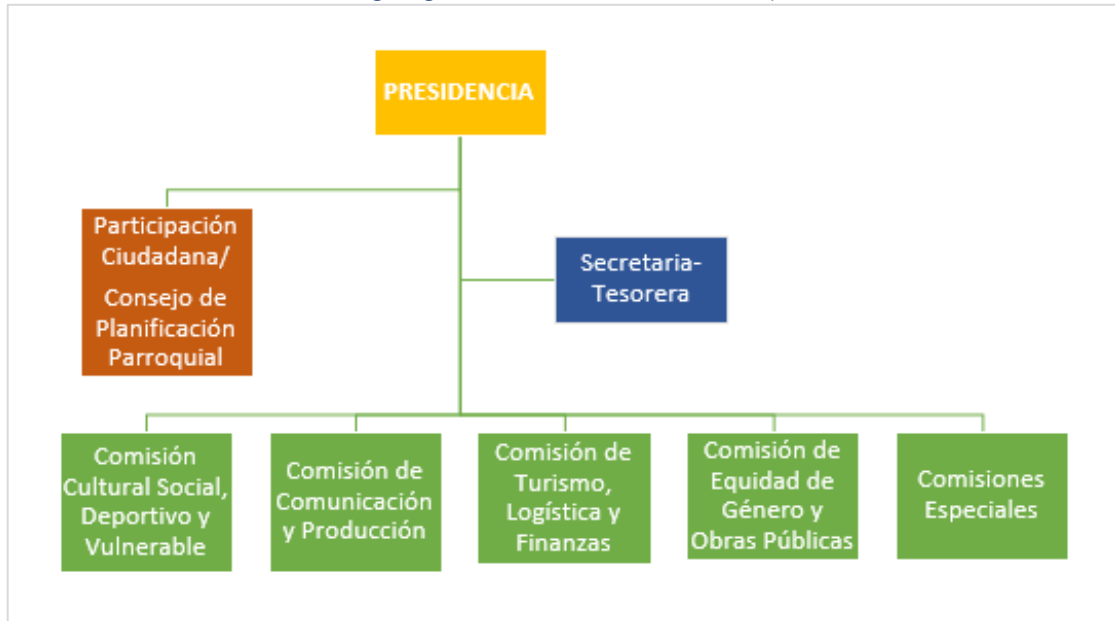 PRESIDENCIA
Participación
Ciudadana/
Consejo de
Planificación
Parroquial
Secretaria-
Tesorera
Comisión
Cultural Social,
Deportivo y
Vulnerable
Comisión de
Comunicación
y Producción
Comisión de
Turismo,
Logística y
Finanzas
Comisión de
Equidad de
Género y
Obras Públicas
Comisiones
Especiales